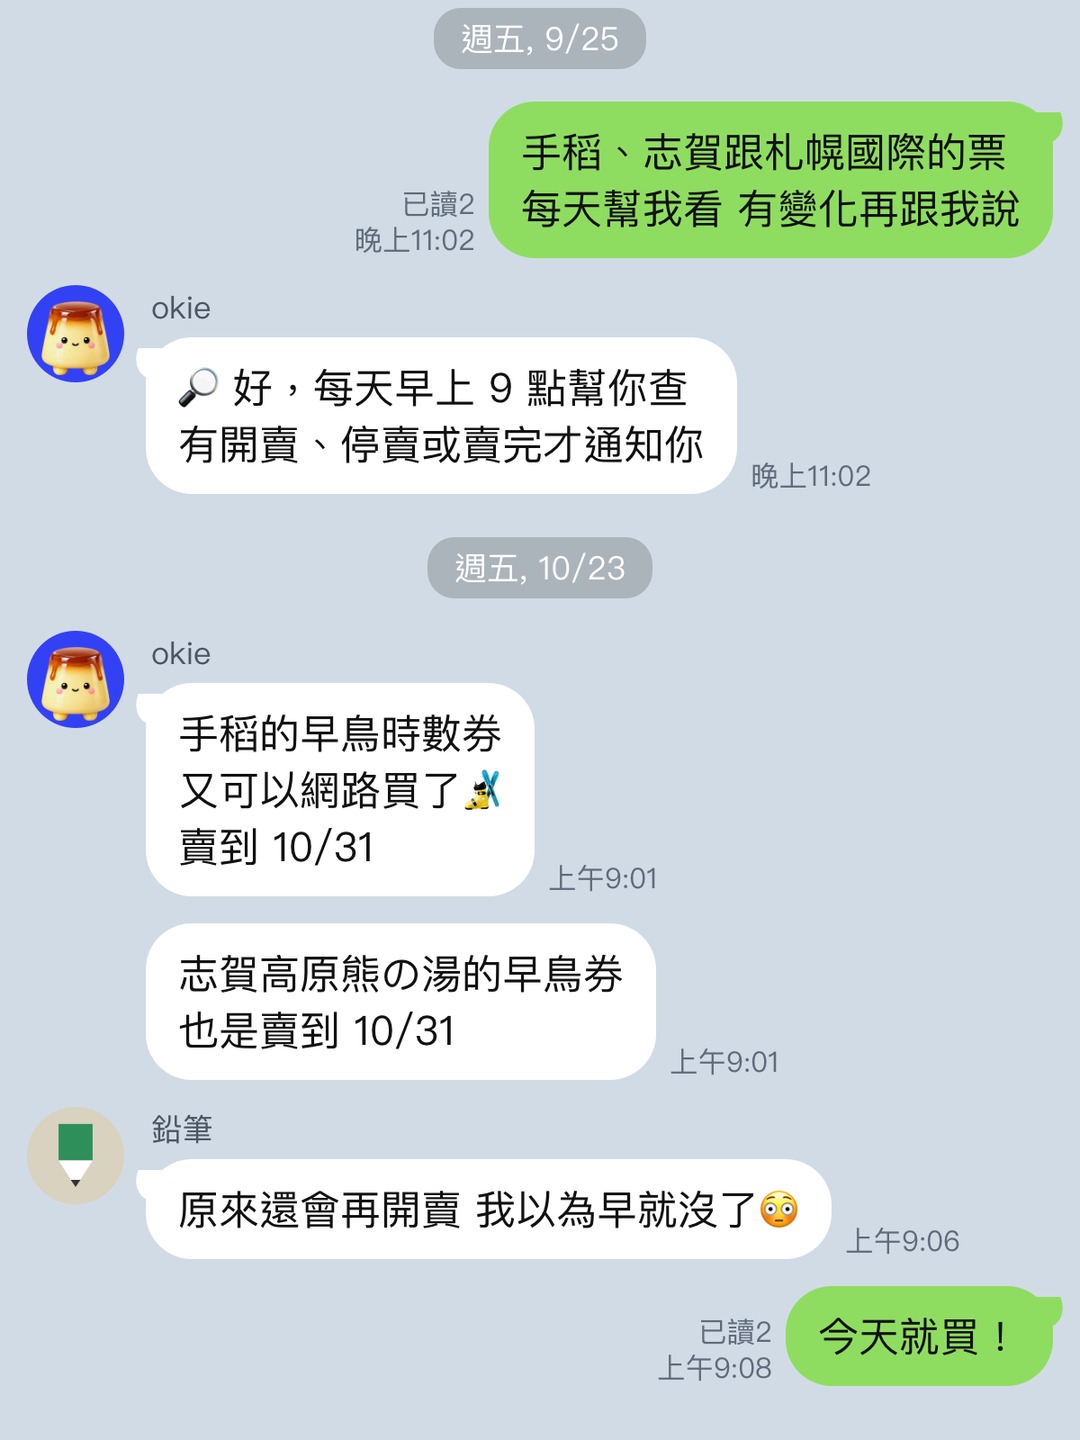 週五, 9/25
手稻、志賀跟札幌國際的票
每天幫我看 有變化再跟我說
已讀2
晚上11:02
okie
🔎 好，每天早上 9 點幫你查
有開賣、停賣或賣完才通知你
晚上11:02
週五, 10/23
okie
手稻的早鳥時數券
又可以網路買了🎿
賣到 10/31
上午9:01
志賀高原熊の湯的早鳥券
也是賣到 10/31
上午9:01
鉛筆
原來還會再開賣 我以為早就沒了😳
上午9:06
今天就買！
已讀2
上午9:08